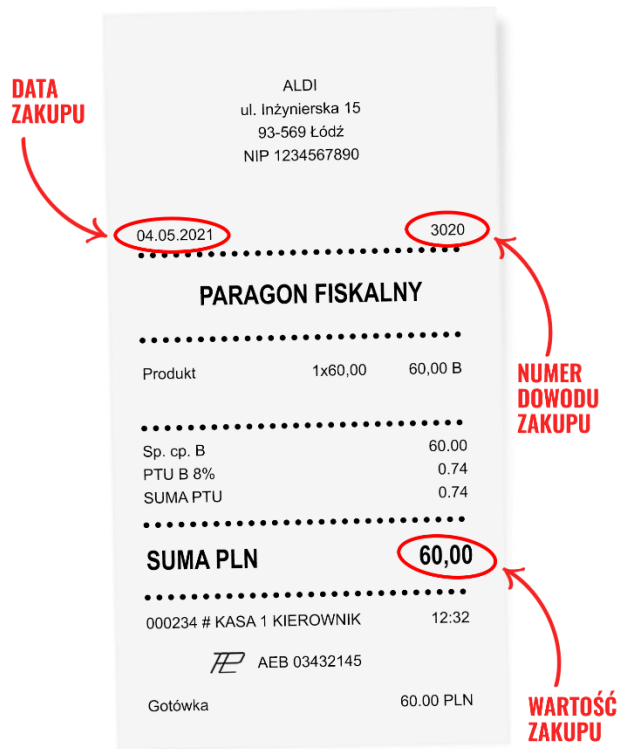 ALDI
ul. Inżynierska 15
93-569 Łódź
NIP 1234567890
DATA
ZAKUPU
04.05.2021 3020
PARAGON FISKALNY
Produkt 1x60,00 60,00 B
NUMER
DOWODU
ZAKUPU
Sp. cp. B 60.00
PTU B 8% 0.74
SUMA PTU 0.74
SUMA PLN 60,00
000234 # KASA 1 KIEROWNIK 12:32
AEB 03432145
Gotówka 60.00 PLN
WARTOŚĆ
ZAKUPU